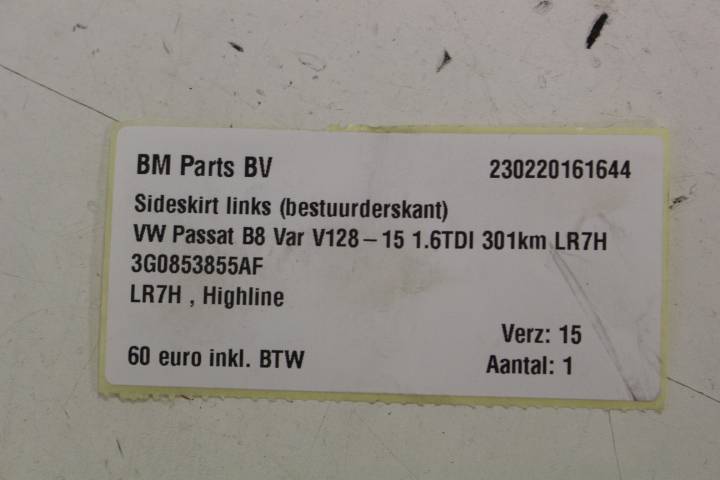 BM Parts BV 230220161644
Sideskirt links (bestuurderskant)
VW Passat B8 Var V128-15 1.6TDI 301km LR7H
3G0853855AF
LR7H , Highline
Verz: 15
60 euro inkl. BTW
Aantal: 1